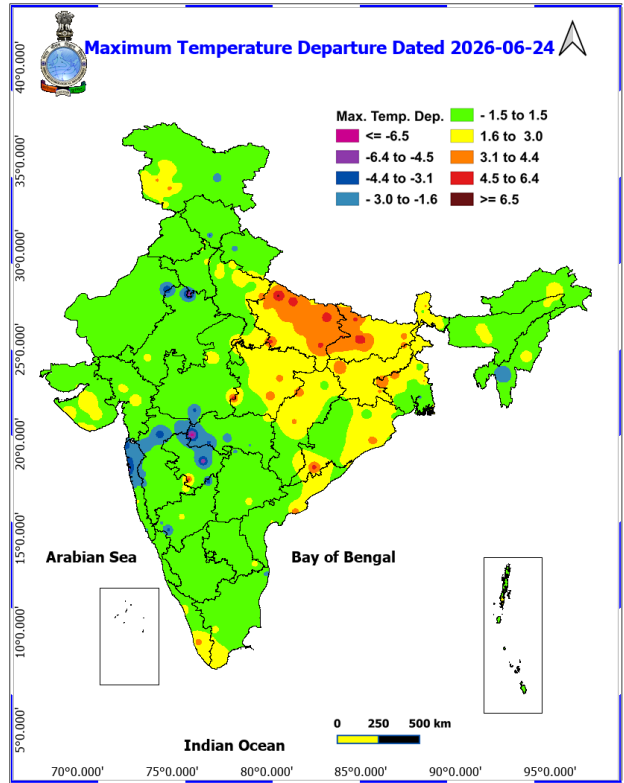 Maximum Temperature Departure Dated 2026-06-24
40°0.000'
35°0.000'
30°0.000'
25°0.000'
20°0.000'
15°0.000'
10°0.000'
5°0.000'
Max. Temp. Dep.
<= -6.5
-6.4 to -4.5
-4.4 to -3.1
- 3.0 to -1.6
- 1.5 to 1.5
1.6 to 3.0
3.1 to 4.4
4.5 to 6.4
>= 6.5
Arabian Sea
Bay of Bengal
Indian Ocean
0 250 500 km
70°0.000' 75°0.000' 80°0.000' 85°0.000' 90°0.000' 95°0.000'